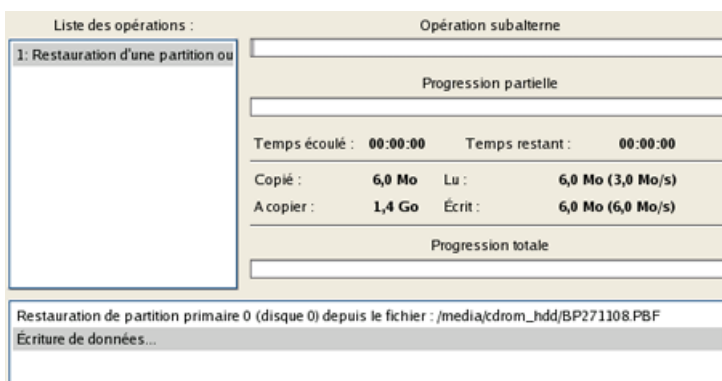 Liste des opérations :
1: Restauration d'une partition ou
Opération subalterne
Progression partielle
Temps écoulé : 00:00:00 Temps restant : 00:00:00
Copié : 6,0 Mo Lu : 6,0 Mo (3,0 Mo/s)
A copier : 1,4 Go Écrit : 6,0 Mo (6,0 Mo/s)
Progression totale
Restauration de partition primaire 0 (disque 0) depuis le fichier : /media/cdrom_hdd/BP271108.PBF
Écriture de données...